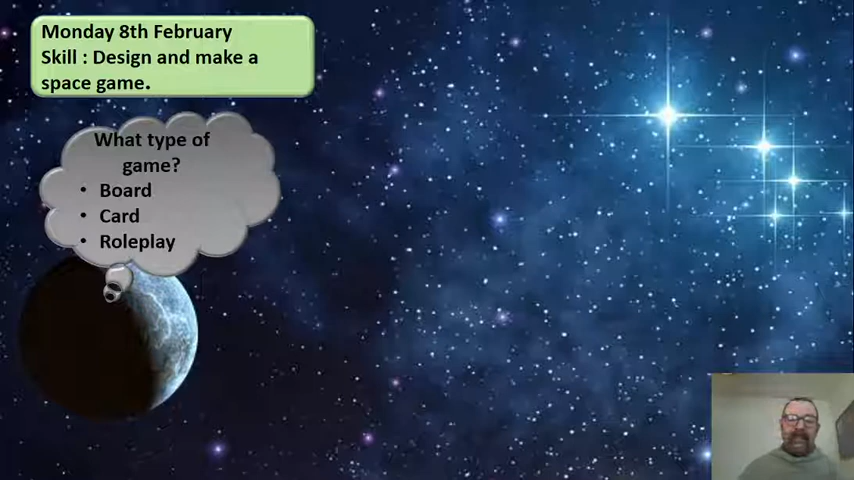 Monday 8th February
Skill : Design and make a
space game.
What type of
game?
• Board
• Card
• Roleplay